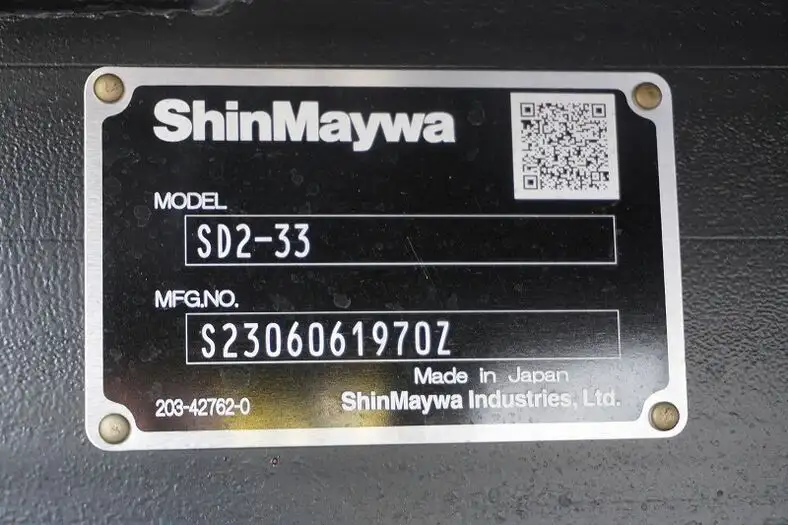 ShinMaywa
MODEL
SD2-33
MFG.NO.
S2306061970Z
Made in Japan
203-42762-0
ShinMaywa Industries, Ltd.